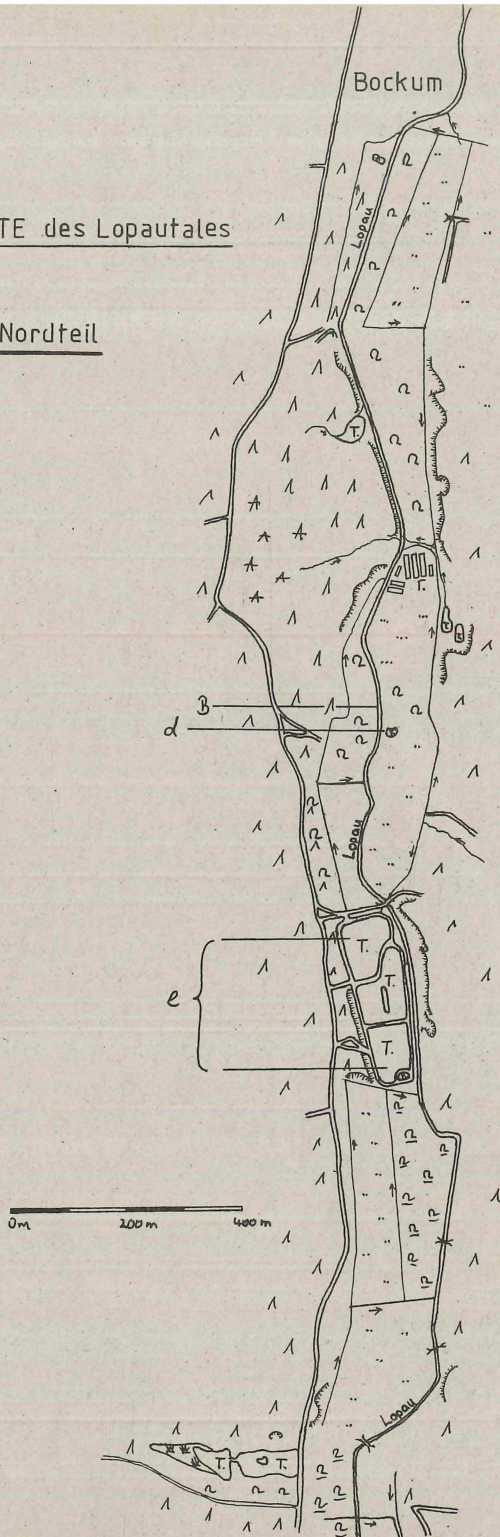 Bockum
TE des Lopautales
Lopau
Nordteil
T.
T.
B
d
Lopau
T.
T.
e
T.
0m 200m 400m
Lopau
T. T.